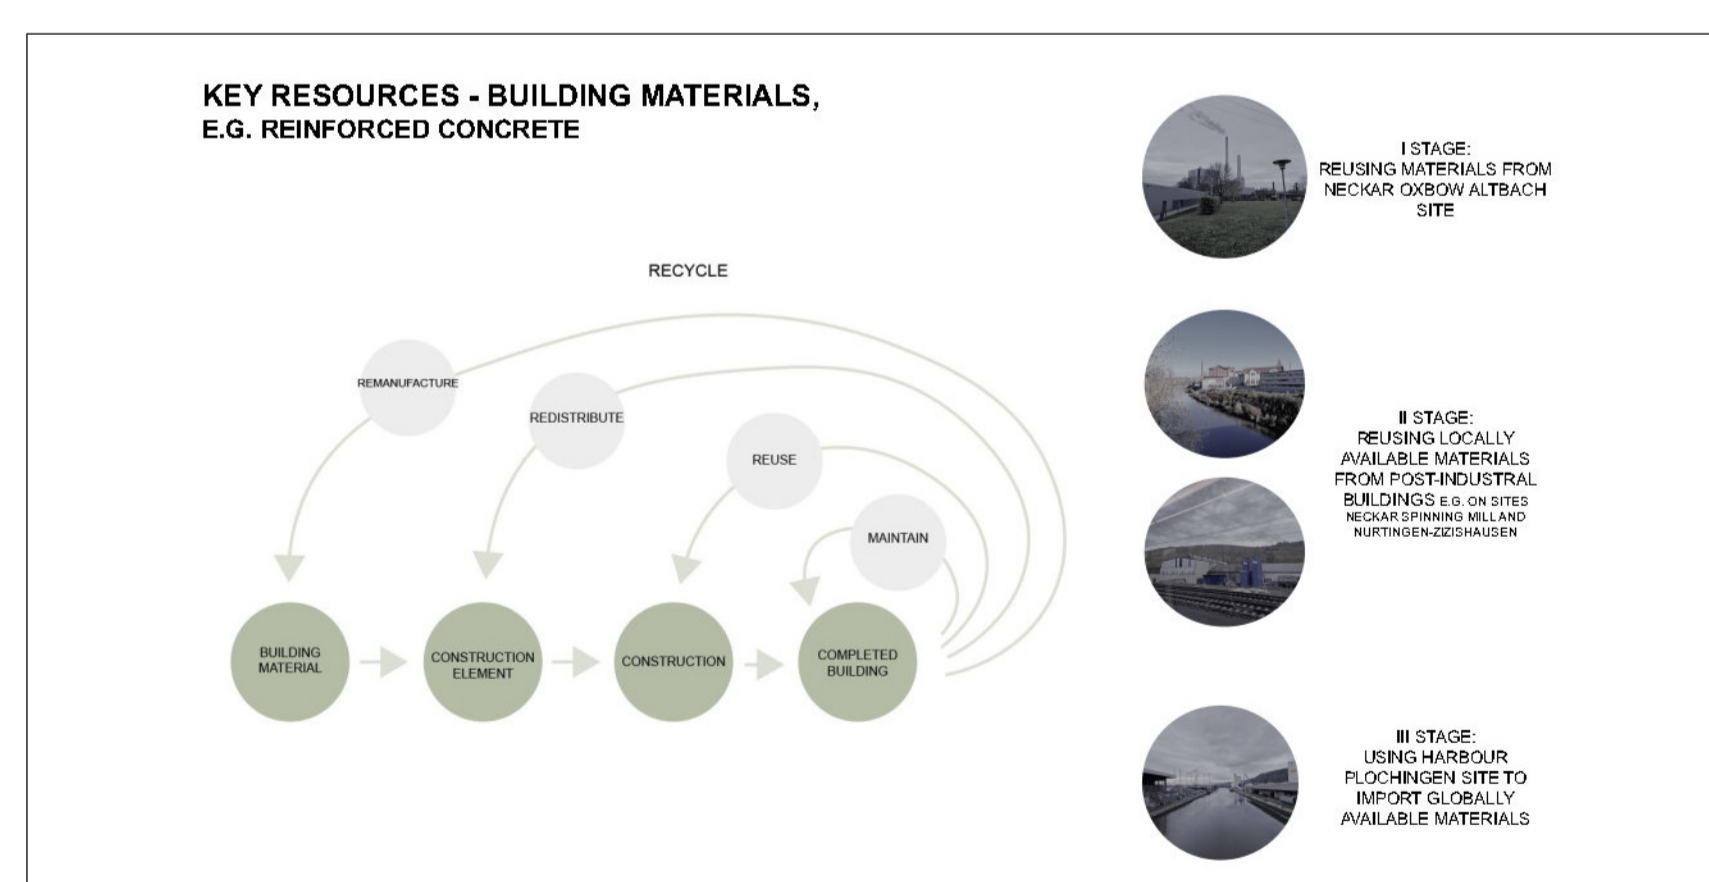 KEY RESOURCES - BUILDING MATERIALS,
E.G. REINFORCED CONCRETE
RECYCLE
REMANUFACTURE
REDISTRIBUTE
REUSE
MAINTAIN
BUILDING
MATERIAL
CONSTRUCTION
ELEMENT
CONSTRUCTION
COMPLETED
BUILDING
I STAGE:
REUSING MATERIALS FROM
NECKAR OXBOW ALTBACH
SITE
II STAGE:
REUSING LOCALLY
AVAILABLE MATERIALS
FROM POST-INDUSTRAL
BUILDINGS E.G. ON SITES
NECKAR SPINNING MILL AND
NURTINGEN-ZIZISHAUSEN
III STAGE:
USING HARBOUR
PLOCHINGEN SITE TO
IMPORT GLOBALLY
AVAILABLE MATERIALS